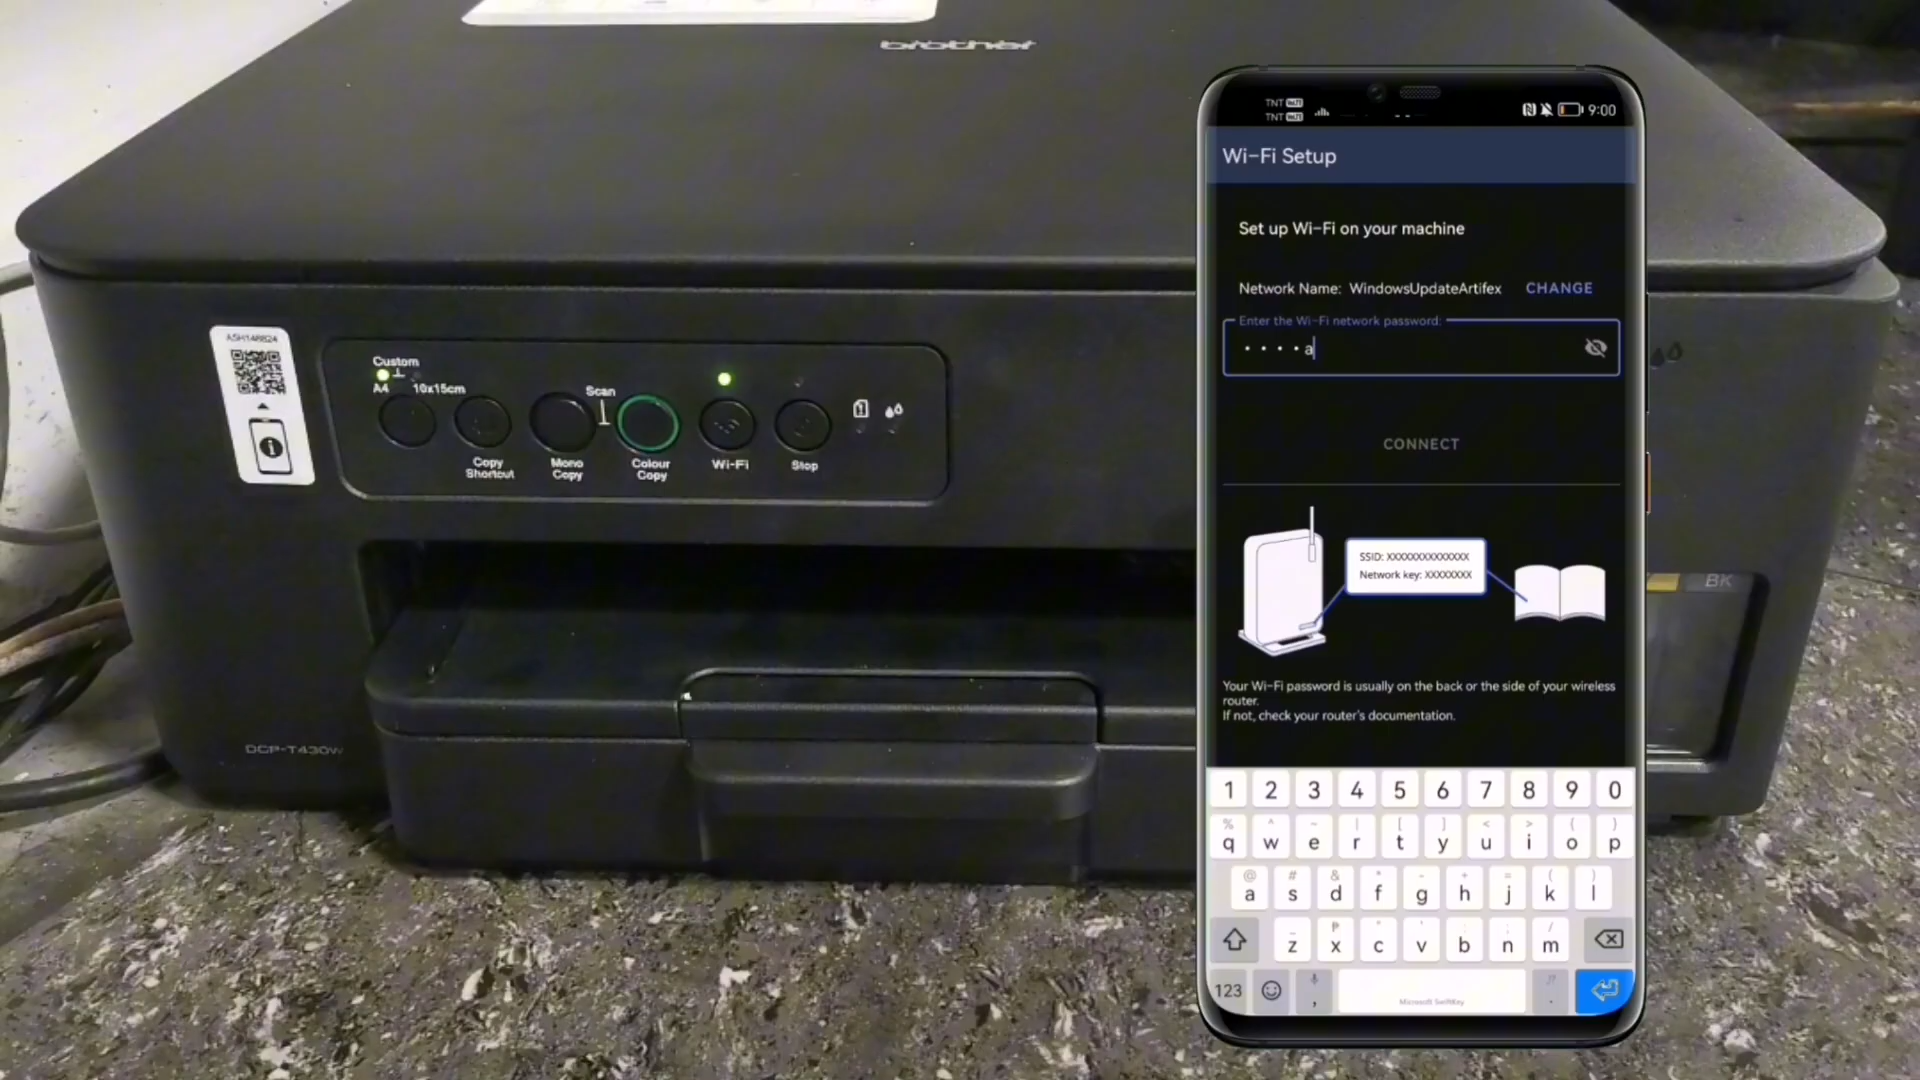 brother
ASH146824
Custom
A4 10x15cm
Scan
Copy Shortcut
Mono Copy
Colour Copy
Wi-Fi
Stop
DCP-T430W
BK
TNT
TNT
9:00
Wi-Fi Setup
Set up Wi-Fi on your machine
Network Name: WindowsUpdateArtifex CHANGE
Enter the Wi-Fi network password:
• • • • a
CONNECT
SSID: XXXXXXXXXXXXXX
Network key: XXXXXXXX
Your Wi-Fi password is usually on the back or the side of your wireless
router.
If not, check your router's documentation.
1 2 3 4 5 6 7 8 9 0
q w e r t y u i o p
a s d f g h j k l
z x c v b n m
123 , .
Microsoft SwiftKey